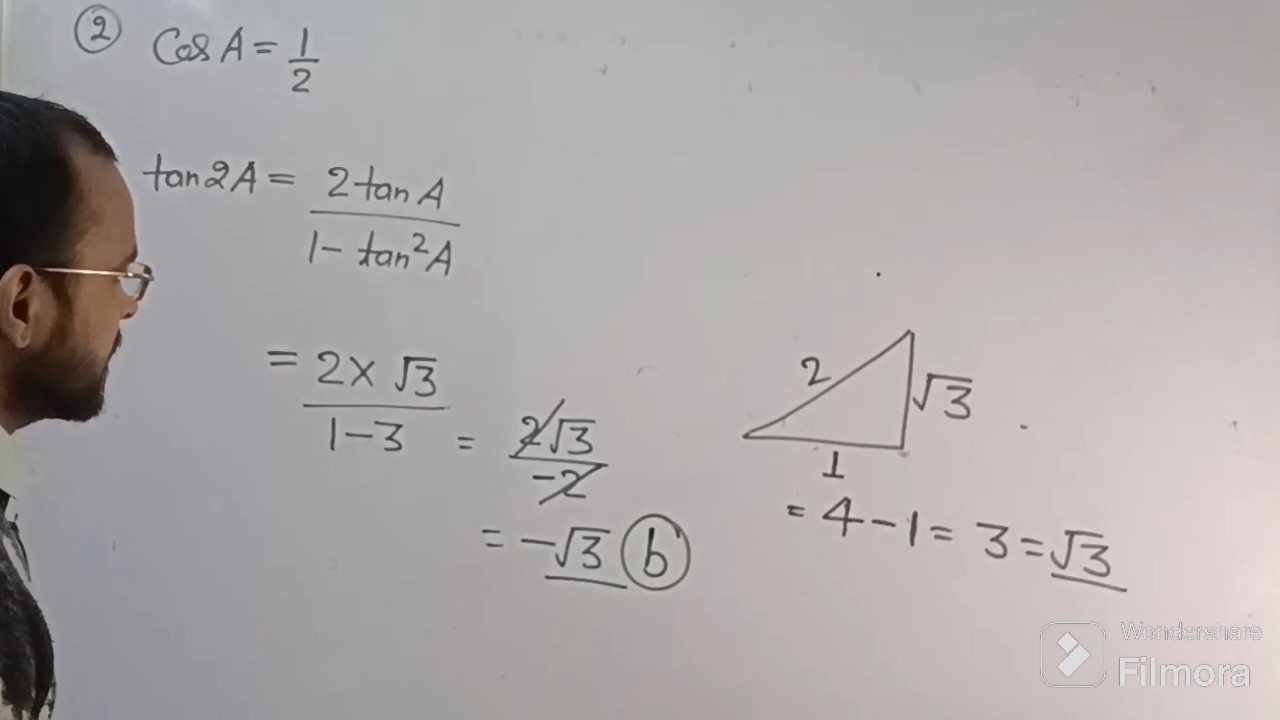 ② Cos A = 1/2
tan 2A = 2 tan A / 1 - tan²A
= 2 × √3 / 1 - 3 = 2√3 / -2
= -√3 ⓑ
2
√3
1
= 4 - 1 = 3 = √3
Wondershare
Filmora